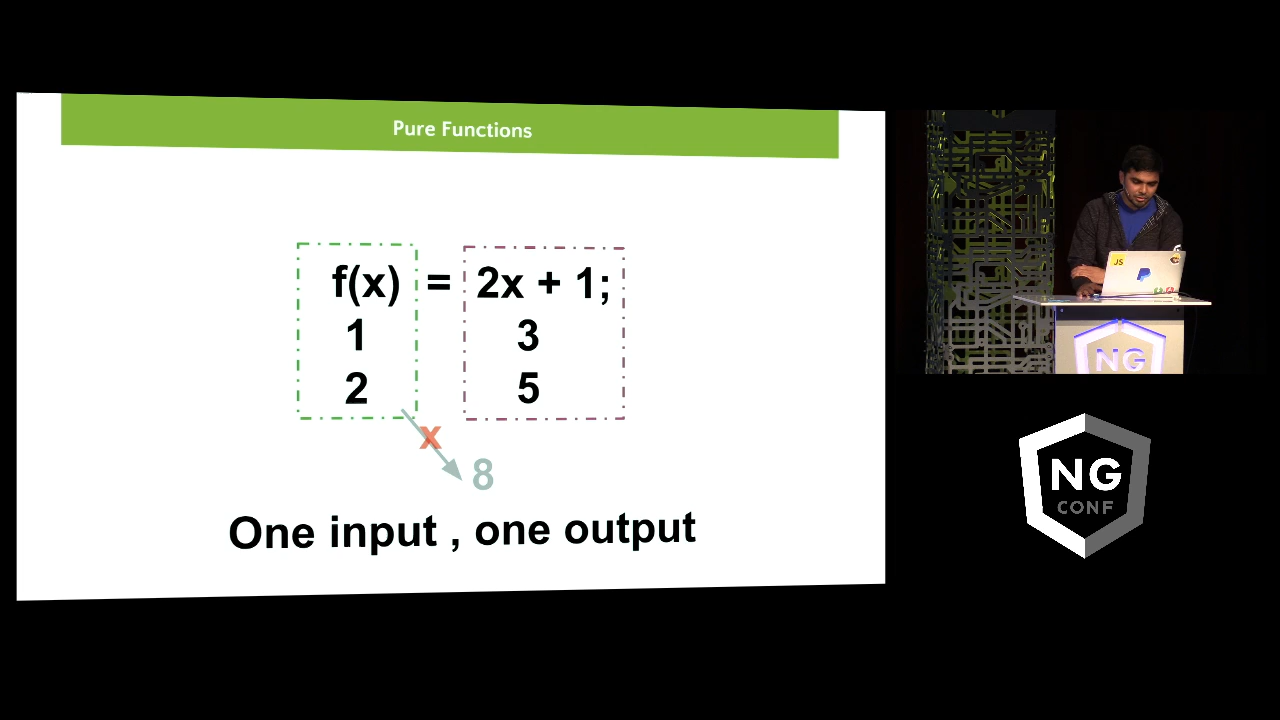 Pure Functions
f(x) = 2x + 1;
1 3
2 5
x
8
One input , one output
JS
NG
NG
CONF